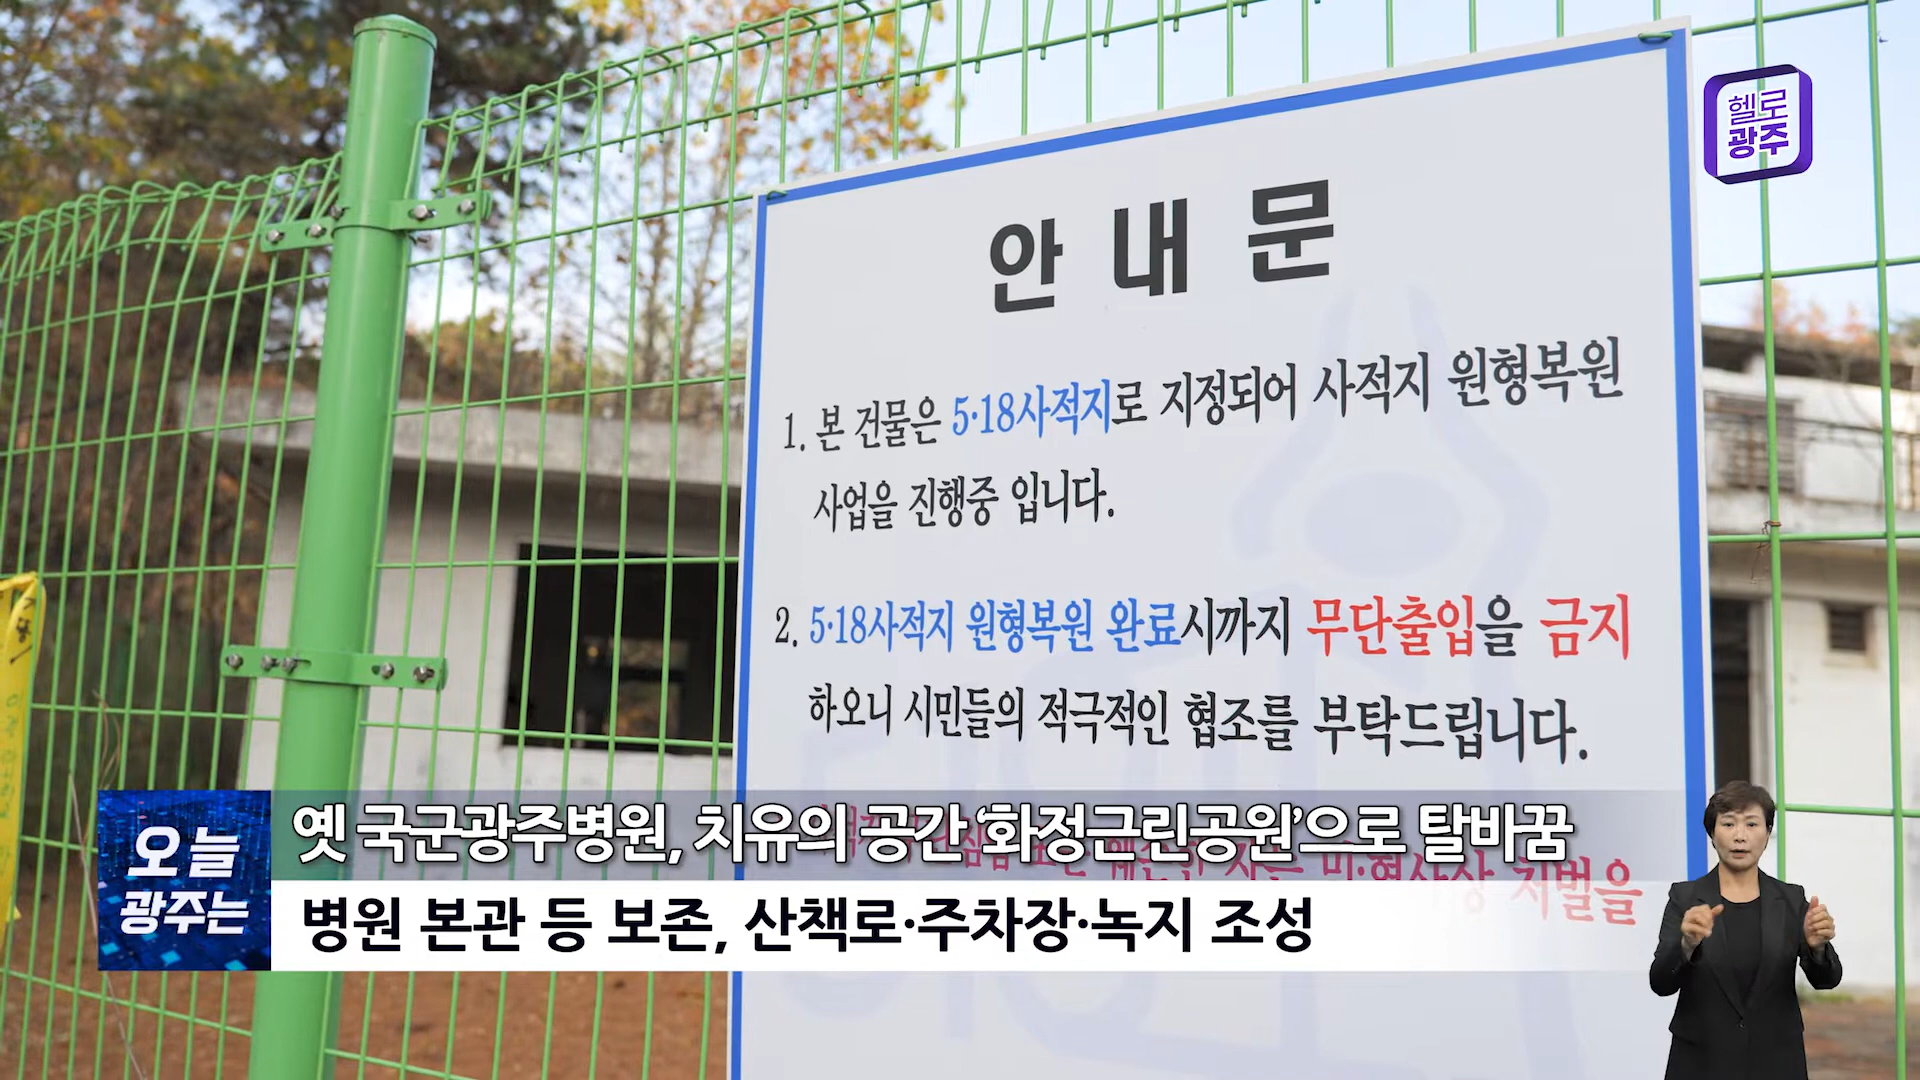 헬로
광주
안내문
1. 본 건물은 5·18사적지로 지정되어 사적지 원형복원
사업을 진행중 입니다.
2. 5·18사적지 원형복원 완료시까지 무단출입을 금지
하오니 시민들의 적극적인 협조를 부탁드립니다.
처벌을
오늘
광주는
옛 국군광주병원, 치유의 공간 '화정근린공원'으로 탈바꿈
병원 본관 등 보존, 산책로·주차장·녹지 조성